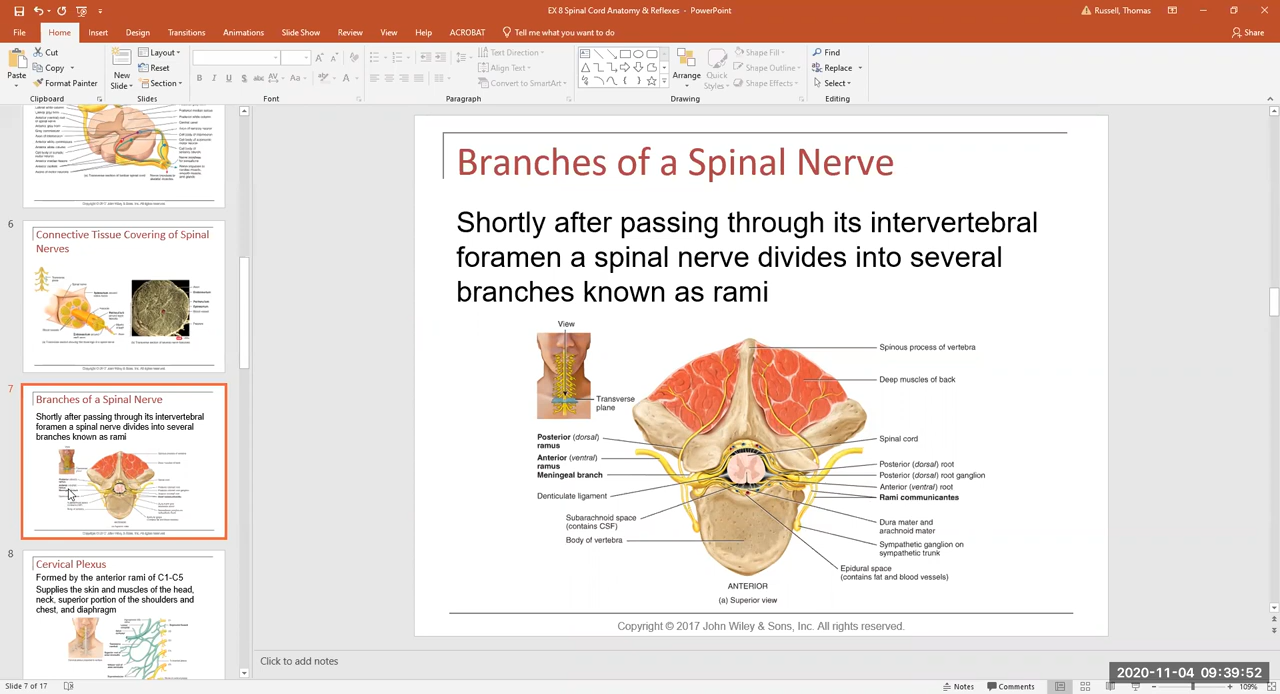 EX 8 Spinal Cord Anatomy & Reflexes - PowerPoint
Russell, Thomas
File Home Insert Design Transitions Animations Slide Show Review View Help ACROBAT Tell me what you want to do
Share
Paste
Cut
Copy
Format Painter
Clipboard
New
Slide
Layout
Reset
Section
Slides
B I U S abc AV Aa A
Font
Text Direction
Align Text
Convert to SmartArt
Paragraph
Arrange
Quick
Styles
Shape Fill
Shape Outline
Shape Effects
Drawing
Find
Replace
Select
Editing
6
Connective Tissue Covering of Spinal
Nerves
7
Branches of a Spinal Nerve
Shortly after passing through its intervertebral
foramen a spinal nerve divides into several
branches known as rami
8
Cervical Plexus
Formed by the anterior rami of C1-C5
Supplies the skin and muscles of the head,
neck, superior portion of the shoulders and
chest, and diaphragm
Branches of a Spinal Nerve
Shortly after passing through its intervertebral
foramen a spinal nerve divides into several
branches known as rami
View
Transverse
plane
Posterior (dorsal)
ramus
Anterior (ventral)
ramus
Meningeal branch
Denticulate ligament
Subarachnoid space
(contains CSF)
Body of vertebra
Spinous process of vertebra
Deep muscles of back
Spinal cord
Posterior (dorsal) root
Posterior (dorsal) root ganglion
Anterior (ventral) root
Rami communicantes
Dura mater and
arachnoid mater
Sympathetic ganglion on
sympathetic trunk
Epidural space
(contains fat and blood vessels)
ANTERIOR
(a) Superior view
Copyright © 2017 John Wiley & Sons, Inc. All rights reserved.
Click to add notes
2020-11-04 09:39:52
Slide 7 of 17
Notes
Comments
109%